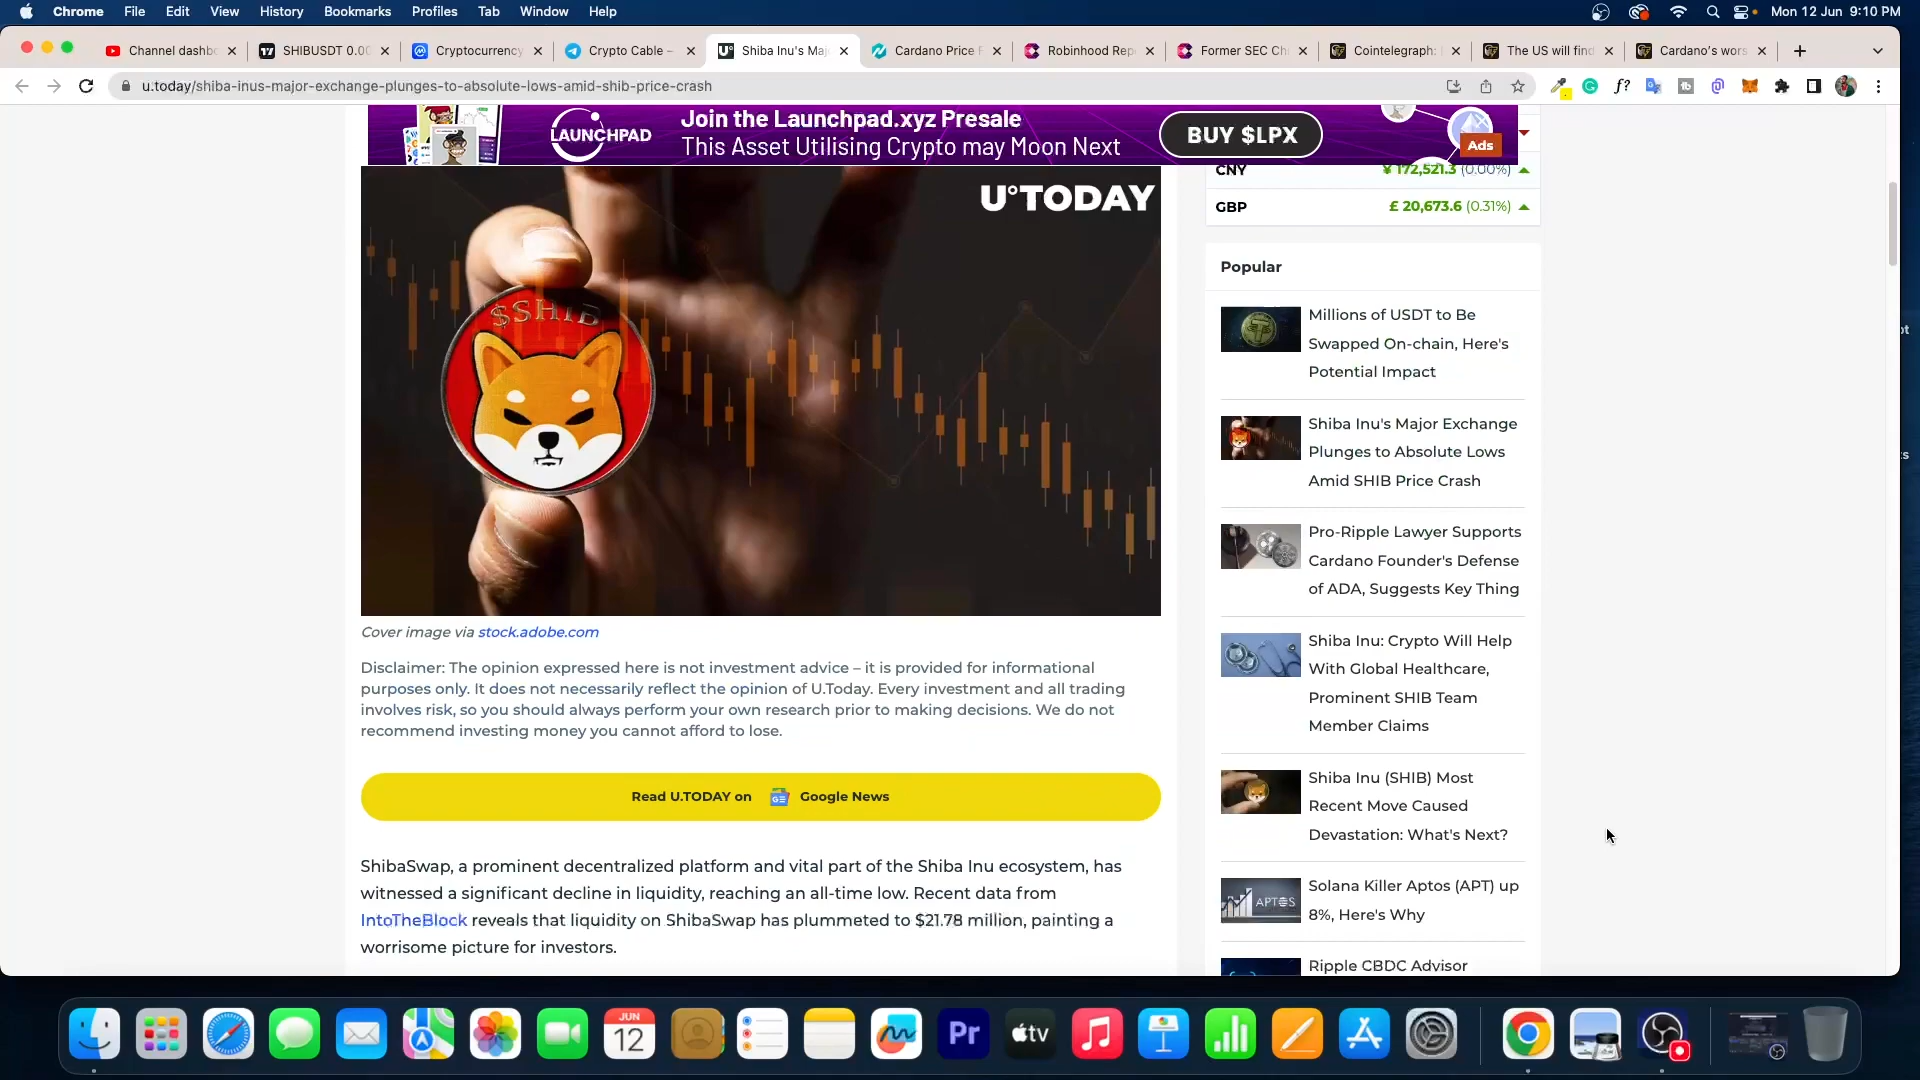 Chrome File Edit View History Bookmarks Profiles Tab Window Help
Mon 12 Jun 9:10 PM
Channel dashb
SHIBUSDT 0.00
Cryptocurrency
Crypto Cable –
Shiba Inu's Maj
Cardano Price F
Robinhood Rep
Former SEC Ch
Cointelegraph:
The US will find
Cardano's wors
u.today/shiba-inus-major-exchange-plunges-to-absolute-lows-amid-shib-price-crash
LAUNCHPAD
Join the Launchpad.xyz Presale
This Asset Utilising Crypto may Moon Next
BUY $LPX
Ads
U°TODAY
$SHIB
Cover image via stock.adobe.com
Disclaimer: The opinion expressed here is not investment advice – it is provided for informational
purposes only. It does not necessarily reflect the opinion of U.Today. Every investment and all trading
involves risk, so you should always perform your own research prior to making decisions. We do not
recommend investing money you cannot afford to lose.
Read U.TODAY on Google News
ShibaSwap, a prominent decentralized platform and vital part of the Shiba Inu ecosystem, has
witnessed a significant decline in liquidity, reaching an all-time low. Recent data from
IntoTheBlock reveals that liquidity on ShibaSwap has plummeted to $21.78 million, painting a
worrisome picture for investors.
CNY ¥ 172,521.3 (0.00%)
GBP £ 20,673.6 (0.31%)
Popular
Millions of USDT to Be
Swapped On-chain, Here's
Potential Impact
Shiba Inu's Major Exchange
Plunges to Absolute Lows
Amid SHIB Price Crash
Pro-Ripple Lawyer Supports
Cardano Founder's Defense
of ADA, Suggests Key Thing
Shiba Inu: Crypto Will Help
With Global Healthcare,
Prominent SHIB Team
Member Claims
Shiba Inu (SHIB) Most
Recent Move Caused
Devastation: What's Next?
APTOS
Solana Killer Aptos (APT) up
8%, Here's Why
Ripple CBDC Advisor
JUN
12
Pr
tv